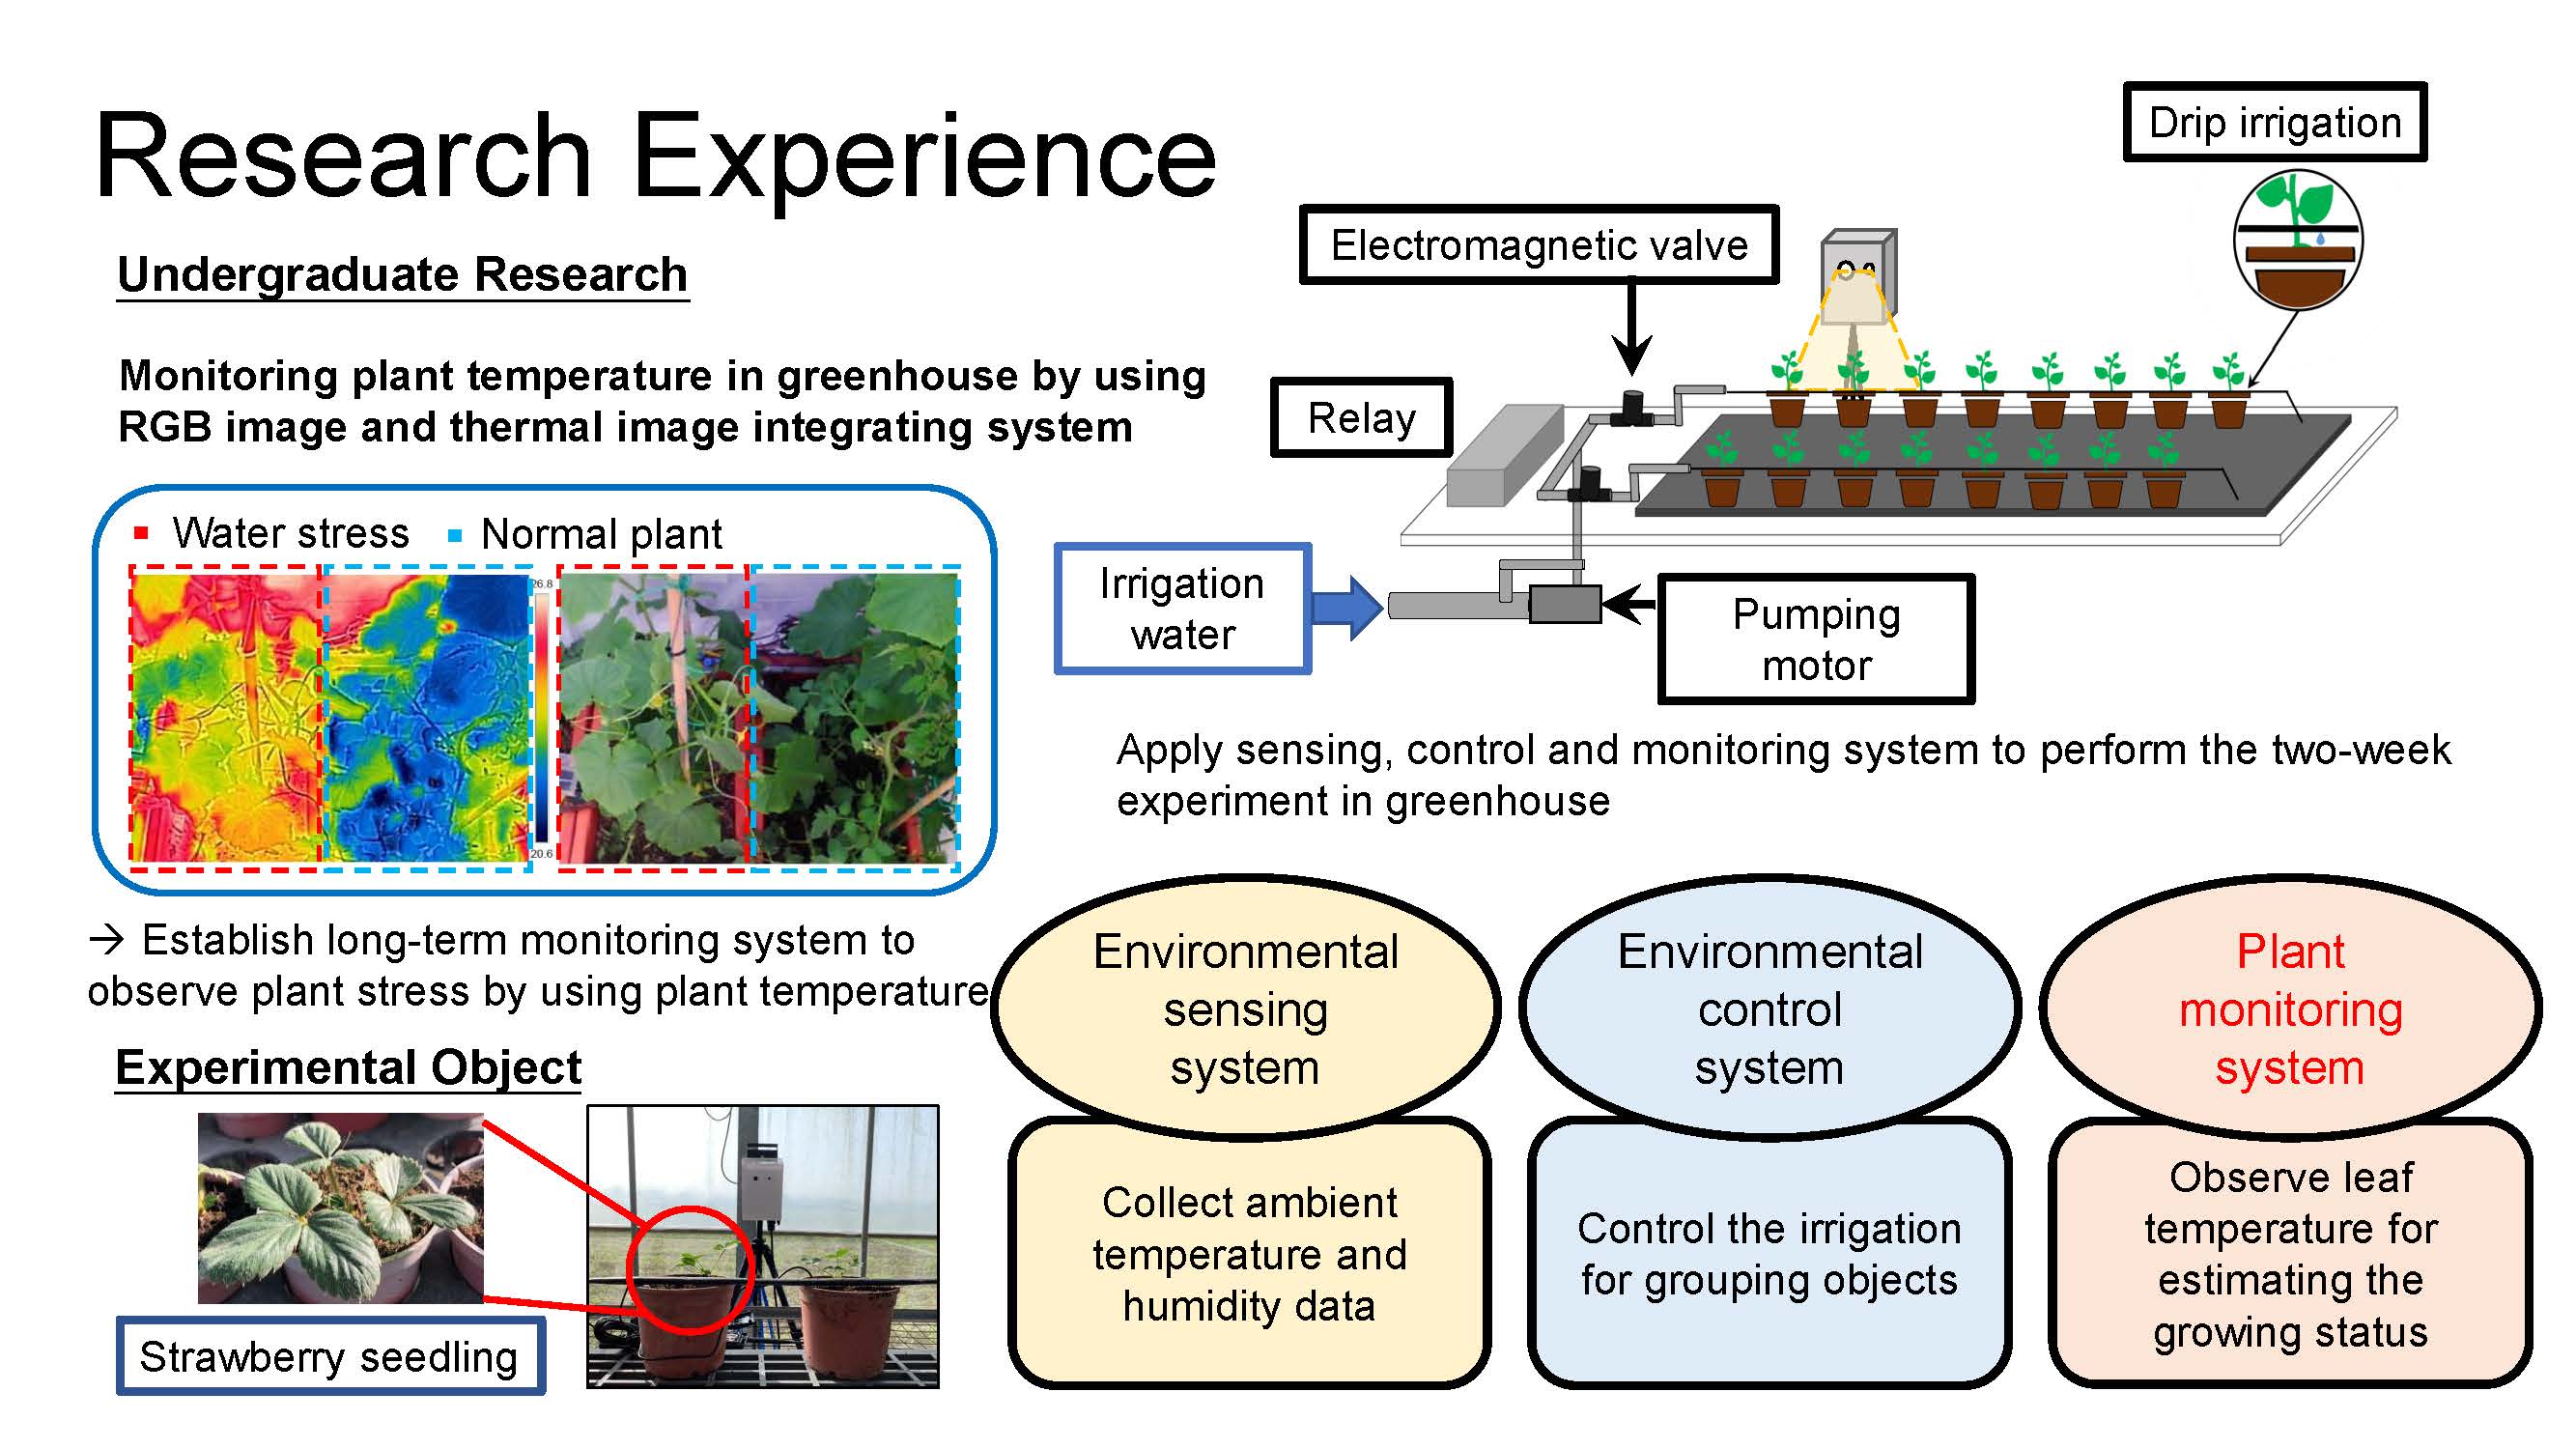 Research Experience
Undergraduate Research
Monitoring plant temperature in greenhouse by using
RGB image and thermal image integrating system
Water stress
Normal plant
26.8
20.6
→ Establish long-term monitoring system to
observe plant stress by using plant temperature
Experimental Object
Strawberry seedling
Drip irrigation
Electromagnetic valve
Relay
Irrigation
water
Pumping
motor
Apply sensing, control and monitoring system to perform the two-week
experiment in greenhouse
Environmental
sensing
system
Collect ambient
temperature and
humidity data
Environmental
control
system
Control the irrigation
for grouping objects
Plant
monitoring
system
Observe leaf
temperature for
estimating the
growing status